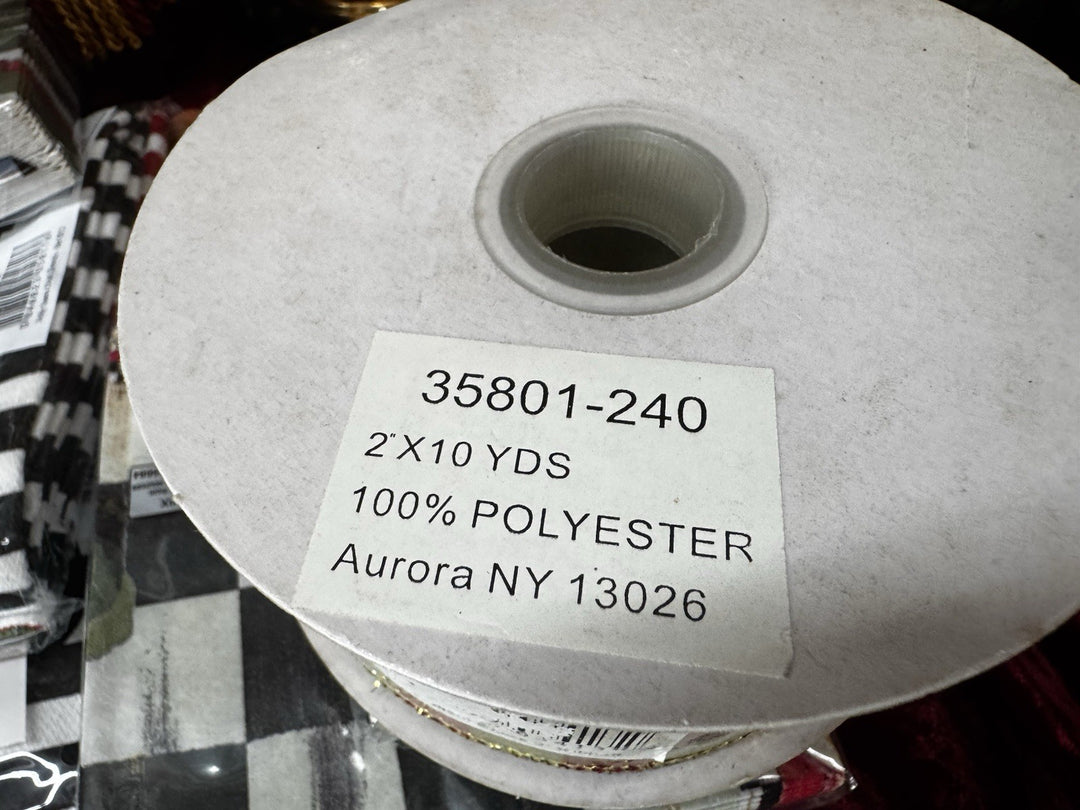 35801-240
2"X10 YDS
100% POLYESTER
Aurora NY 13026